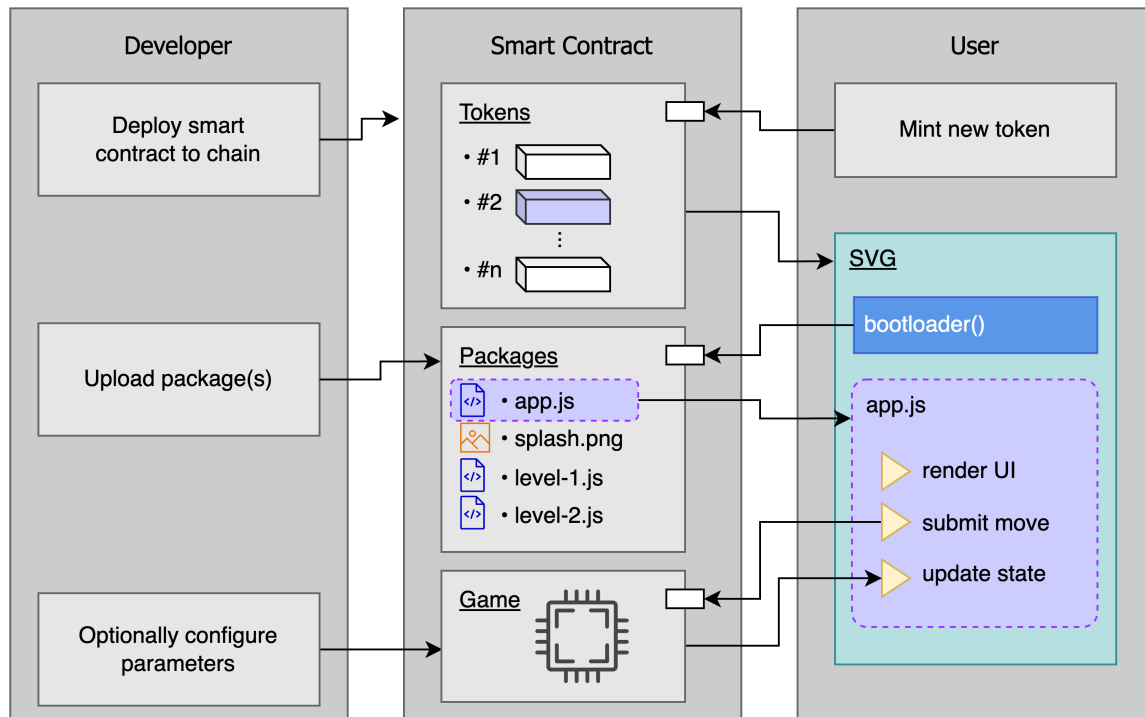 Developer
Deploy smart
contract to chain
Upload package(s)
Optionally configure
parameters
Smart Contract
Tokens
• #1
• #2
⋮
• #n
Packages
</> • app.js
• splash.png
</> • level-1.js
</> • level-2.js
Game
User
Mint new token
SVG
bootloader()
app.js
render UI
submit move
update state